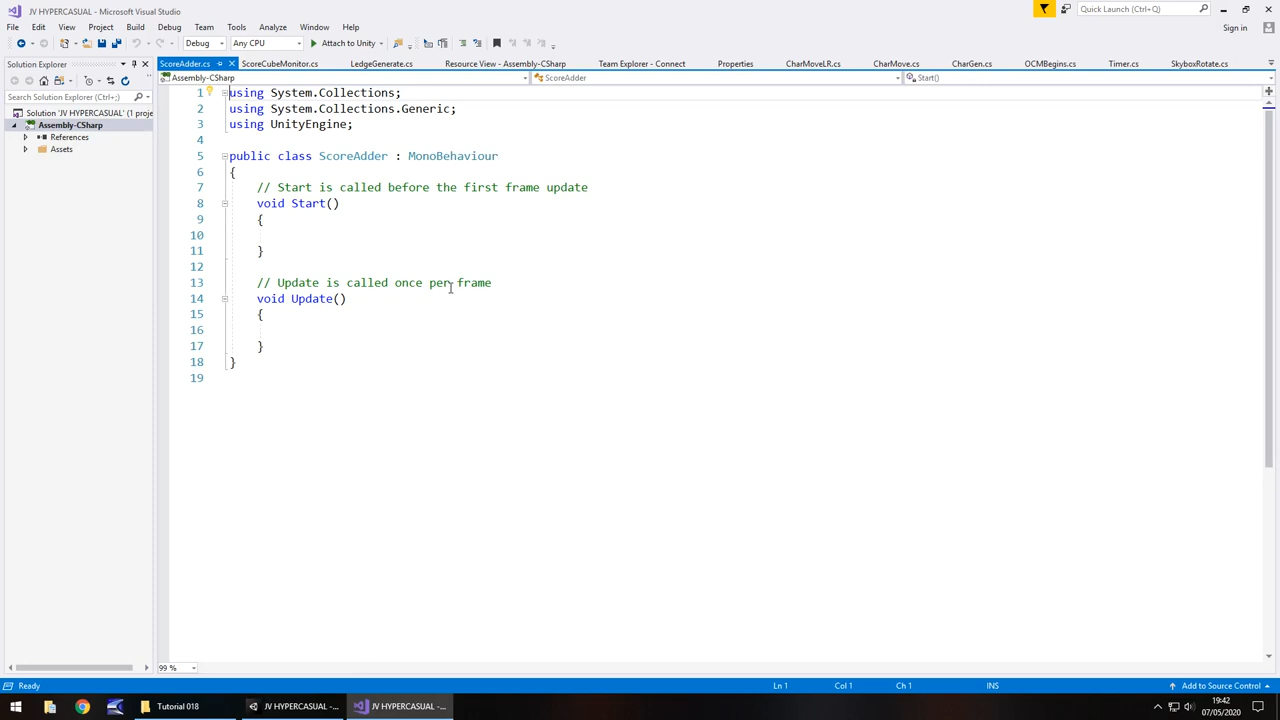 JV HYPERCASUAL - Microsoft Visual Studio
Quick Launch (Ctrl+Q)
File Edit View Project Build Debug Team Tools Analyze Window Help
Sign in
Debug Any CPU Attach to Unity
Solution Explorer
ScoreAdder.cs ScoreCubeMonitor.cs LedgeGenerate.cs Resource View - Assembly-CSharp Team Explorer - Connect Properties CharMoveLR.cs CharMove.cs CharGen.cs OCMBegins.cs Timer.cs SkyboxRotate.cs
Assembly-CSharp ScoreAdder Start()
Search Solution Explorer (Ctrl+;)
Solution 'JV HYPERCASUAL' (1 proje
Assembly-CSharp
References
Assets
1 using System.Collections;
2 using System.Collections.Generic;
3 using UnityEngine;
4
5 public class ScoreAdder : MonoBehaviour
6 {
7 // Start is called before the first frame update
8 void Start()
9 {
10
11 }
12
13 // Update is called once per frame
14 void Update()
15 {
16
17 }
18 }
19
99 %
Ready Ln 1 Col 1 Ch 1 INS Add to Source Control
Tutorial 018 JV HYPERCASUAL -... JV HYPERCASUAL -...
19:42
07/05/2020